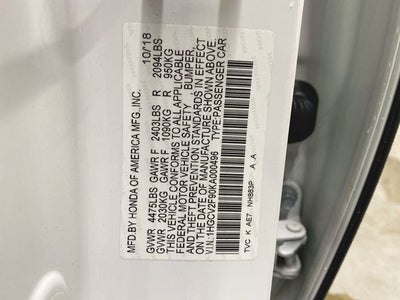 MFD.BY HONDA OF AMERICA MFG.,INC. 10/18
GVWR 4475LBS GAWR F 2403LBS R 2094LBS
GVWR 2030KG GAWR F 1090KG R 950KG
THIS VEHICLE CONFORMS TO ALL APPLICABLE
FEDERAL MOTOR VEHICLE SAFETY, BUMPER,
AND THEFT PREVENTION STANDARDS IN EFFECT
ON THE DATE OF MANUFACTURE SHOWN ABOVE.
V.I.N.:1HGCV2F90KA000496 TYPE:PASSENGER CAR
TVC K AE7 NH883P A A